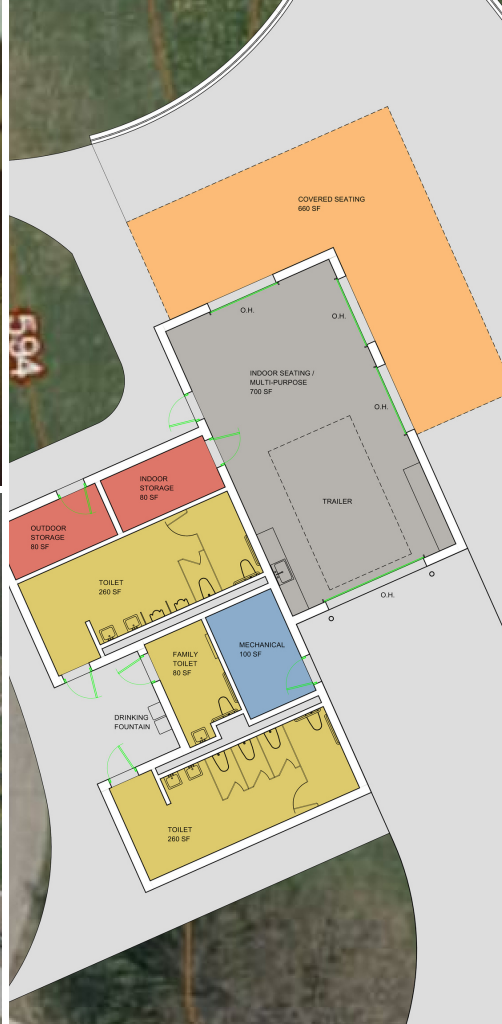 COVERED SEATING
660 SF
O.H.
O.H.
594
INDOOR SEATING /
MULTI-PURPOSE
700 SF
O.H.
INDOOR
STORAGE
80 SF
TRAILER
OUTDOOR
STORAGE
80 SF
TOILET
260 SF
O.H.
MECHANICAL
100 SF
FAMILY
TOILET
80 SF
DRINKING
FOUNTAIN
TOILET
260 SF